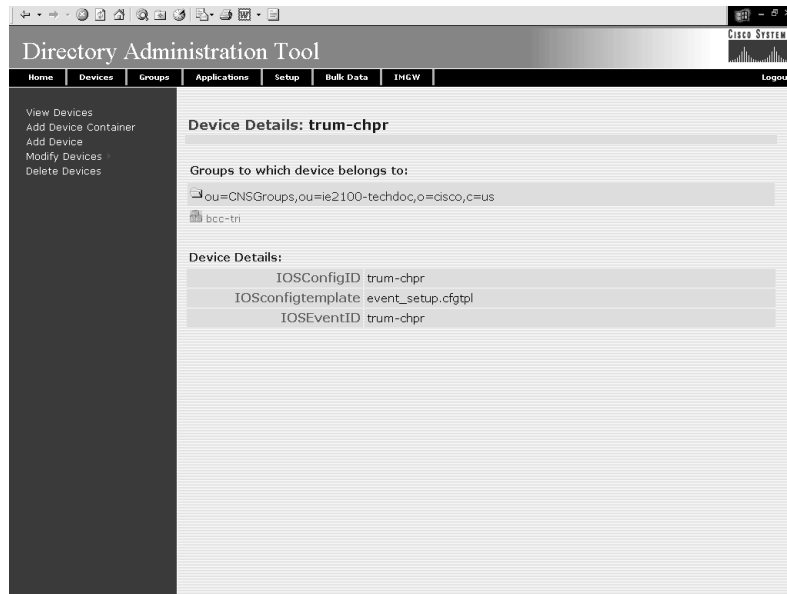 CISCO SYSTEM
Directory Administration Tool
Home Devices Groups Applications Setup Bulk Data IMGW Logou
View Devices
Add Device Container
Add Device
Modify Devices
Delete Devices
Device Details: trum-chpr
Groups to which device belongs to:
ou=CNSGroups,ou=ie2100-techdoc,o=cisco,c=us
bcc-tri
Device Details:
IOSConfigID trum-chpr
IOSconfigtemplate event_setup.cfgtpl
IOSEventID trum-chpr